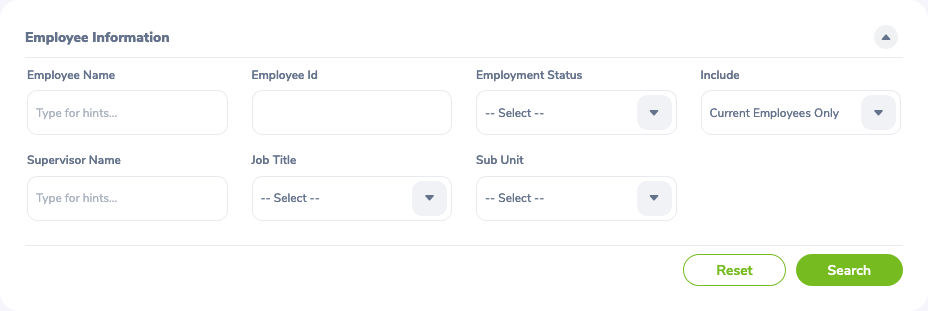 Employee Information
Employee Name Employee Id Employment Status Include
Type for hints... -- Select -- Current Employees Only
Supervisor Name Job Title Sub Unit
Type for hints... -- Select -- -- Select --
Reset Search